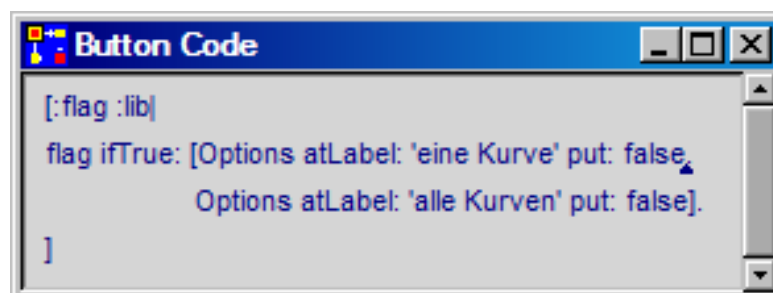 Button Code
[:flag :lib|
flag ifTrue: [Options atLabel: 'eine Kurve' put: false.
Options atLabel: 'alle Kurven' put: false].
]